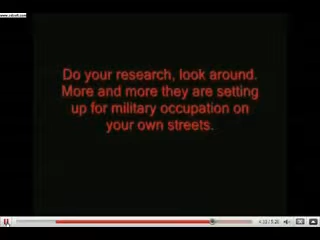 Do your research, look around.
More and more they are setting
up for military occupation on
your own streets.